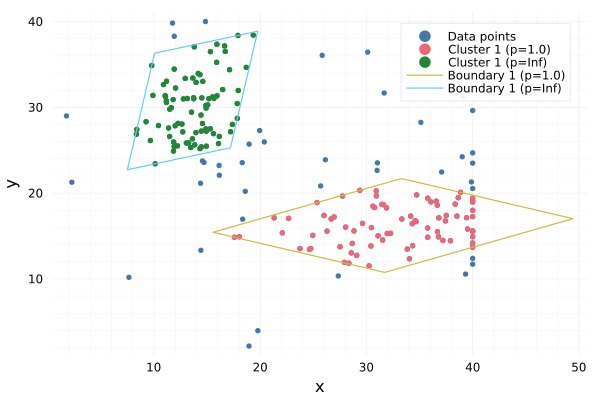 40
30
20
10
y
10
20
30
40
50
x
Data points
Cluster 1 (p=1.0)
Cluster 1 (p=Inf)
Boundary 1 (p=1.0)
Boundary 1 (p=Inf)